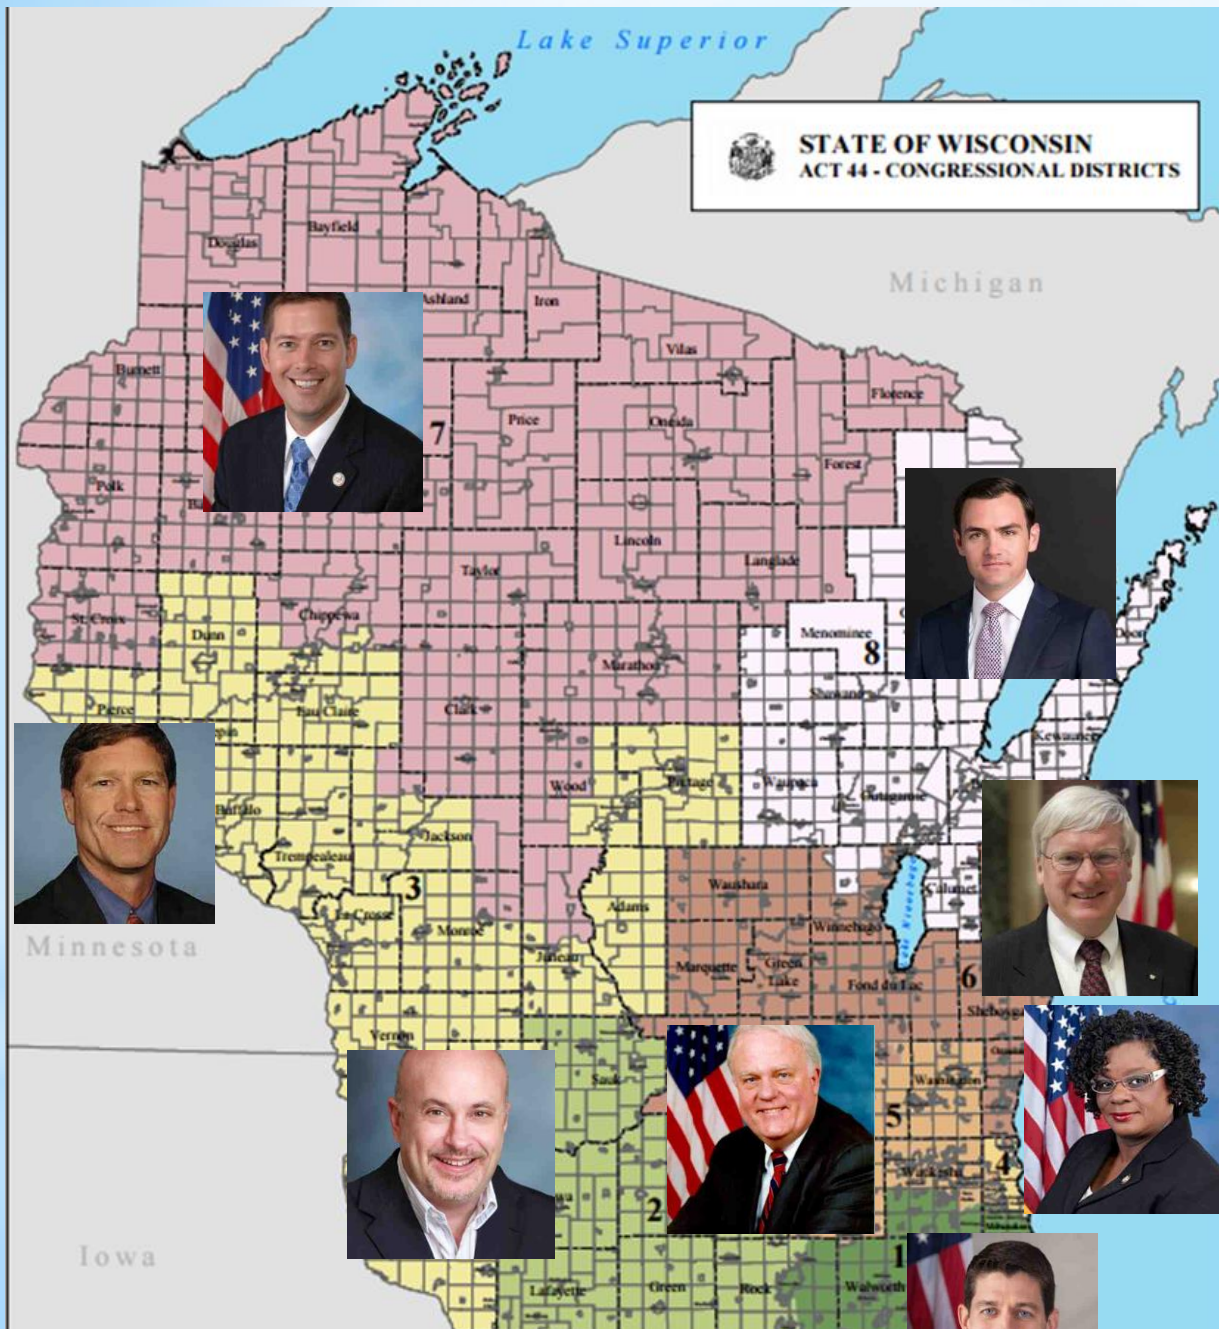 Lake Superior
STATE OF WISCONSIN
ACT 44 - CONGRESSIONAL DISTRICTS
Michigan
Douglas
Bayfield
Ashland
Iron
Vilas
Burnett
Florence
Price
Oneida
7
Forest
Polk
Lincoln
Langlade
Taylor
St. Croix
Chippewa
Dunn
Menominee
Door
8
Marathon
Shawano
Pierce
Eau Claire
Clark
Kewaunee
Wood
Portage
Waupaca
Outagamie
Buffalo
Jackson
Trempealeau
3
Waushara
Calumet
La Crosse
Adams
Winnebago
Lake Winnebago
Monroe
Minnesota
Juneau
Marquette
Green
Lake
Fond du Lac
6
Vernon
Sauk
Washington
5
Waukesha
4
2
Iowa
1
Lafayette
Green
Rock
Walworth